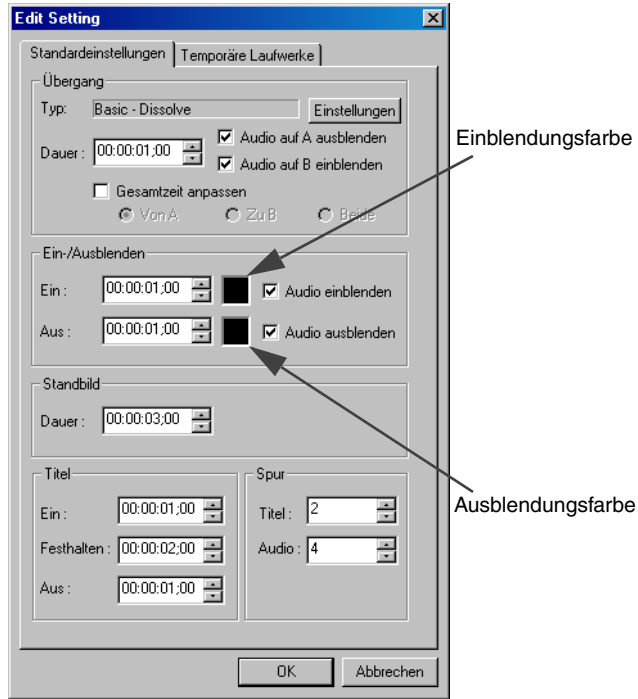 Edit Setting
Standardeinstellungen Temporäre Laufwerke
Übergang
Typ: Basic - Dissolve Einstellungen
Dauer : 00:00:01;00
Audio auf A ausblenden
Audio auf B einblenden
Gesamtzeit anpassen
Von A Zu B Beide
Einblendungsfarbe
Ein-/Ausblenden
Ein : 00:00:01;00 Audio einblenden
Aus : 00:00:01;00 Audio ausblenden
Standbild
Dauer : 00:00:03;00
Titel
Ein : 00:00:01;00
Festhalten : 00:00:02;00
Aus : 00:00:01;00
Spur
Titel : 2
Audio : 4
Ausblendungsfarbe
OK Abbrechen